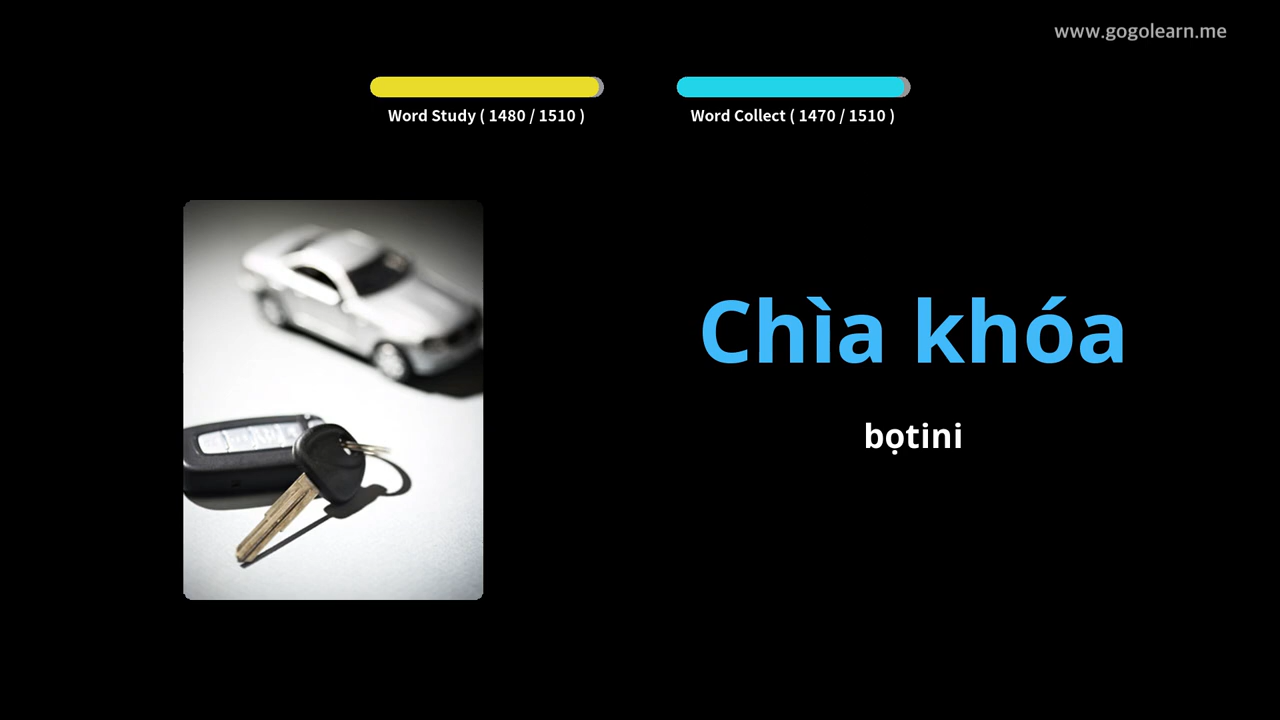 www.gogolearn.me
Word Study ( 1480 / 1510 )
Word Collect ( 1470 / 1510 )
Chìa khóa
bọtini